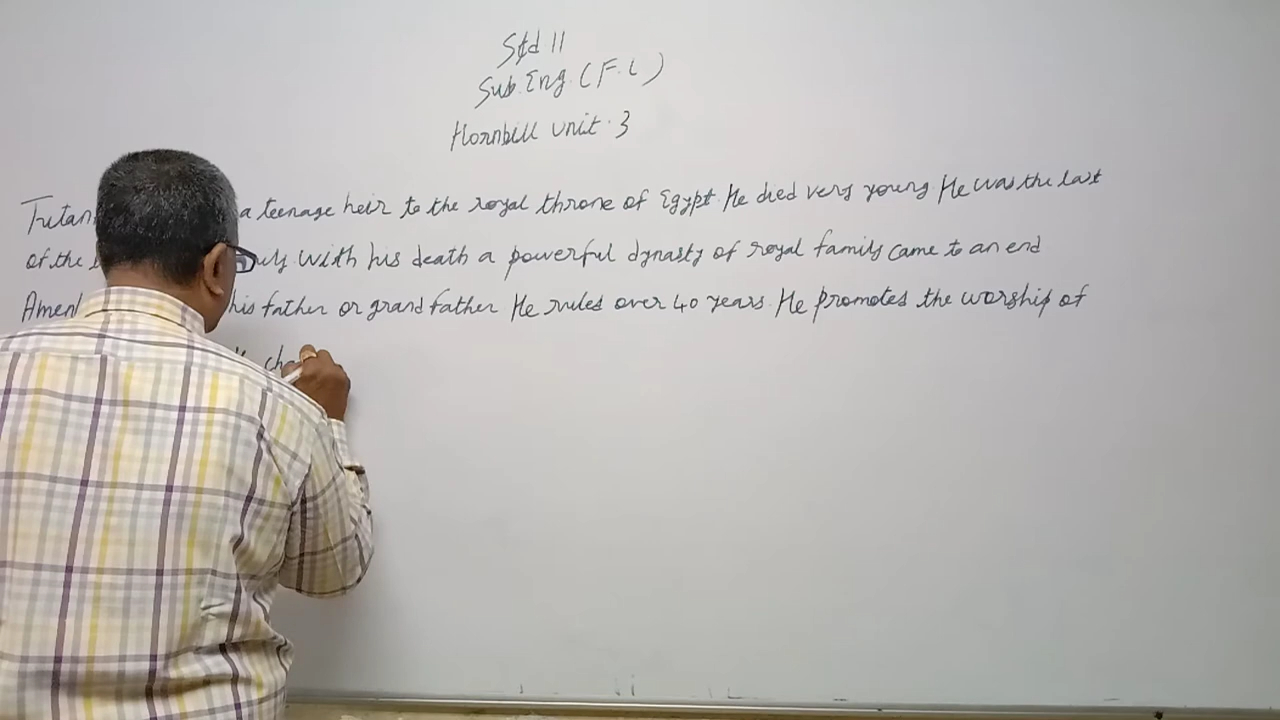 Std 11
Sub. Eng. (F.L)
Hornbill unit. 3
a teenage heir to the royal throne of Egypt. He died very young. He was the last
of the with his death a powerful dynasty of royal family came to an end
his father or grand father He rules over 40 years. He promotes the worship of